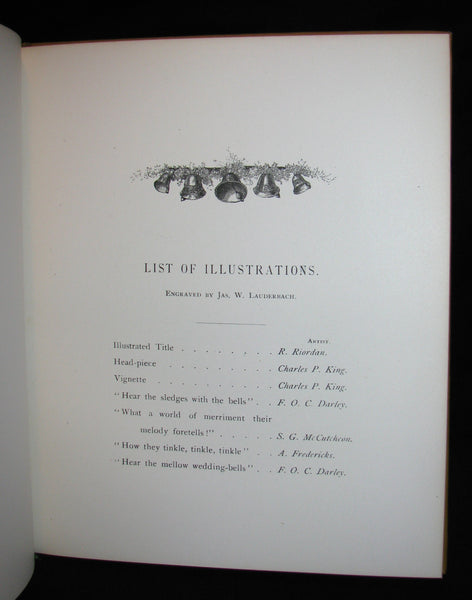 LIST OF ILLUSTRATIONS.
ENGRAVED BY JAS. W. LAUDERBACH.
ARTIST.
Illustrated Title . . . . . . . . R. Riordan.
Head-piece . . . . . . . . Charles P. King.
Vignette . . . . . . . . Charles P. King.
"Hear the sledges with the bells" . . F. O. C. Darley.
"What a world of merriment their
melody foretells!" . . . . . S. G. McCutcheon.
"How they tinkle, tinkle, tinkle" . . A. Fredericks.
"Hear the mellow wedding-bells" . . F. O. C. Darley.